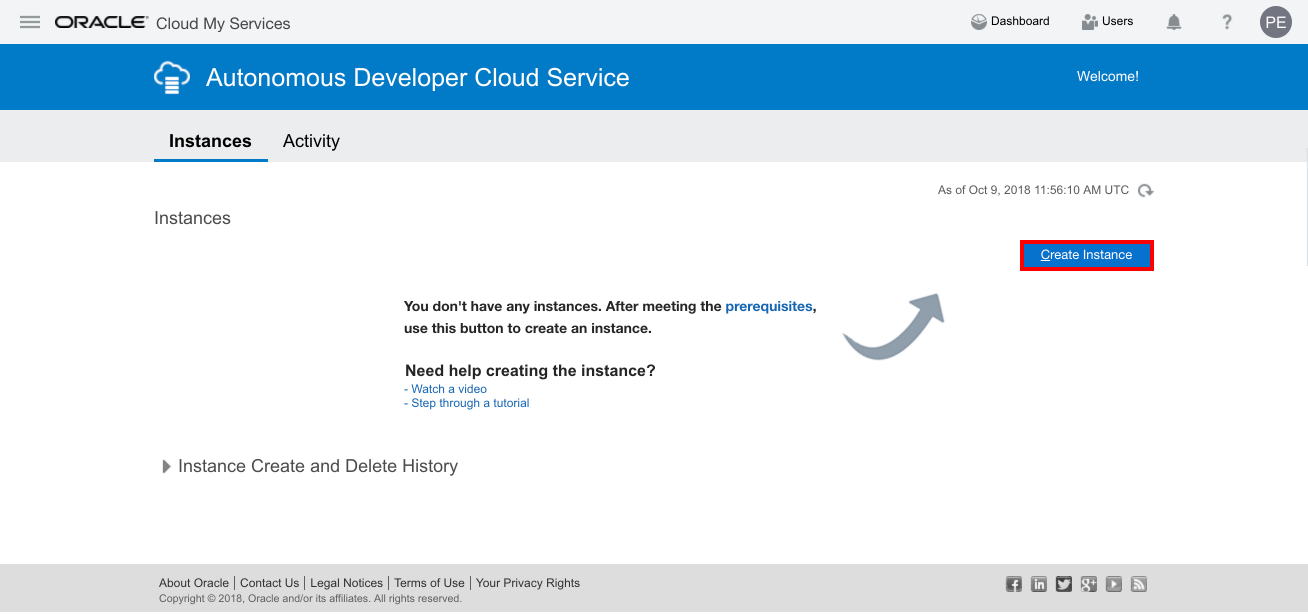 ORACLE Cloud My Services Dashboard Users ? PE
Autonomous Developer Cloud Service Welcome!
Instances Activity
As of Oct 9, 2018 11:56:10 AM UTC
Instances
Create Instance
You don't have any instances. After meeting the prerequisites,
use this button to create an instance.
Need help creating the instance?
- Watch a video
- Step through a tutorial
Instance Create and Delete History
About Oracle | Contact Us | Legal Notices | Terms of Use | Your Privacy Rights
Copyright © 2018, Oracle and/or its affiliates. All rights reserved.